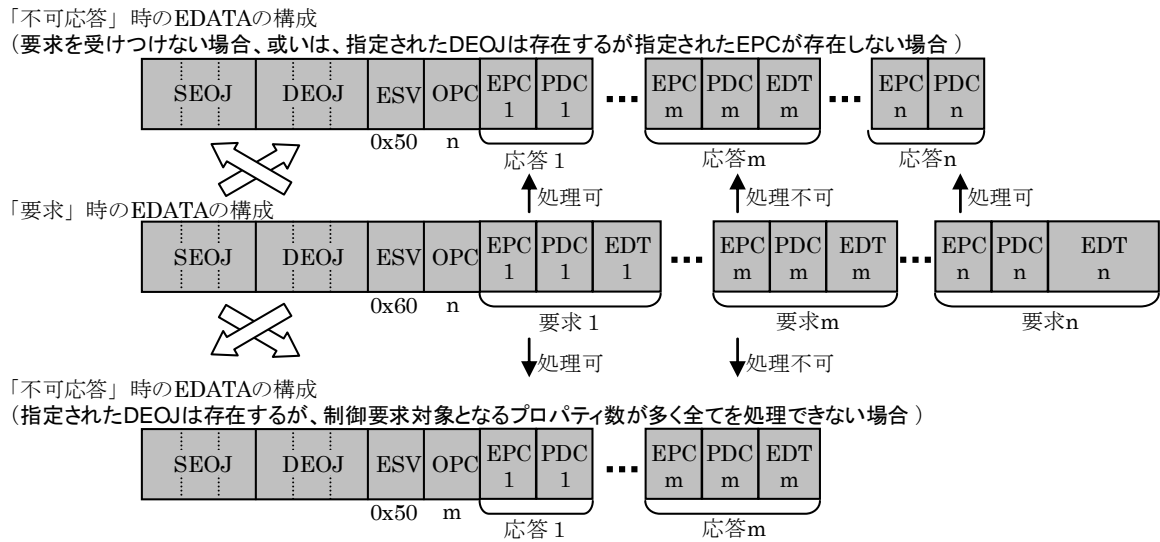 「不可応答」時のEDATAの構成
(要求を受けつけない場合、或いは、指定されたDEOJは存在するが指定されたEPCが存在しない場合 )
SEOJ DEOJ ESV OPC EPC 1 PDC 1 ... EPC m PDC m EDT m ... EPC n PDC n
0x50 n 応答1 応答m 応答n
処理可 処理不可 処理可
「要求」時のEDATAの構成
SEOJ DEOJ ESV OPC EPC 1 PDC 1 EDT 1 ... EPC m PDC m EDT m ... EPC n PDC n EDT n
0x60 n 要求1 要求m 要求n
処理可 処理不可
「不可応答」時のEDATAの構成
(指定されたDEOJは存在するが、制御要求対象となるプロパティ数が多く全てを処理できない場合 )
SEOJ DEOJ ESV OPC EPC 1 PDC 1 ... EPC m PDC m EDT m
0x50 m 応答1 応答m